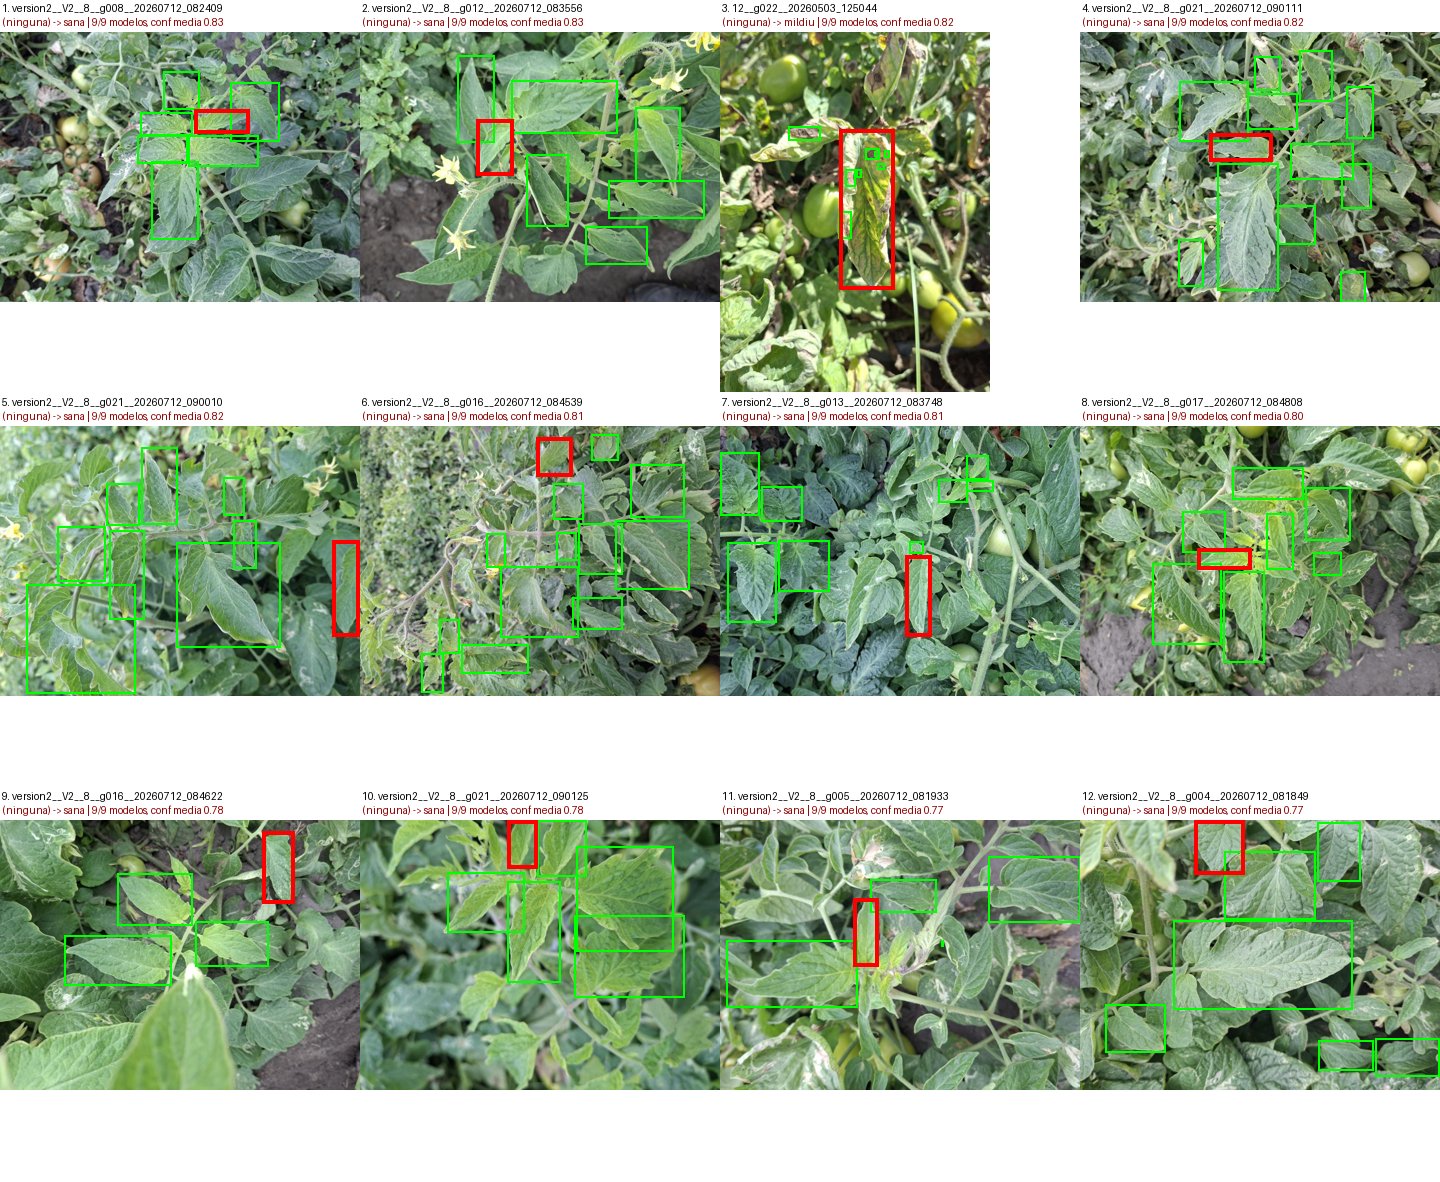 1. version2__V2__8__g008__20260712_082409
(ninguna) -> sana | 9/9 modelos, conf media 0.83
2. version2__V2__8__g012__20260712_083556
(ninguna) -> sana | 9/9 modelos, conf media 0.83
3. 12__g022__20260503_125044
(ninguna) -> mildiu | 9/9 modelos, conf media 0.82
4. version2__V2__8__g021__20260712_090111
(ninguna) -> sana | 9/9 modelos, conf media 0.82
5. version2__V2__8__g021__20260712_090010
(ninguna) -> sana | 9/9 modelos, conf media 0.82
6. version2__V2__8__g016__20260712_084539
(ninguna) -> sana | 9/9 modelos, conf media 0.81
7. version2__V2__8__g013__20260712_083748
(ninguna) -> sana | 9/9 modelos, conf media 0.81
8. version2__V2__8__g017__20260712_084808
(ninguna) -> sana | 9/9 modelos, conf media 0.80
9. version2__V2__8__g016__20260712_084622
(ninguna) -> sana | 9/9 modelos, conf media 0.78
10. version2__V2__8__g021__20260712_090125
(ninguna) -> sana | 9/9 modelos, conf media 0.78
11. version2__V2__8__g005__20260712_081933
(ninguna) -> sana | 9/9 modelos, conf media 0.77
12. version2__V2__8__g004__20260712_081849
(ninguna) -> sana | 9/9 modelos, conf media 0.77